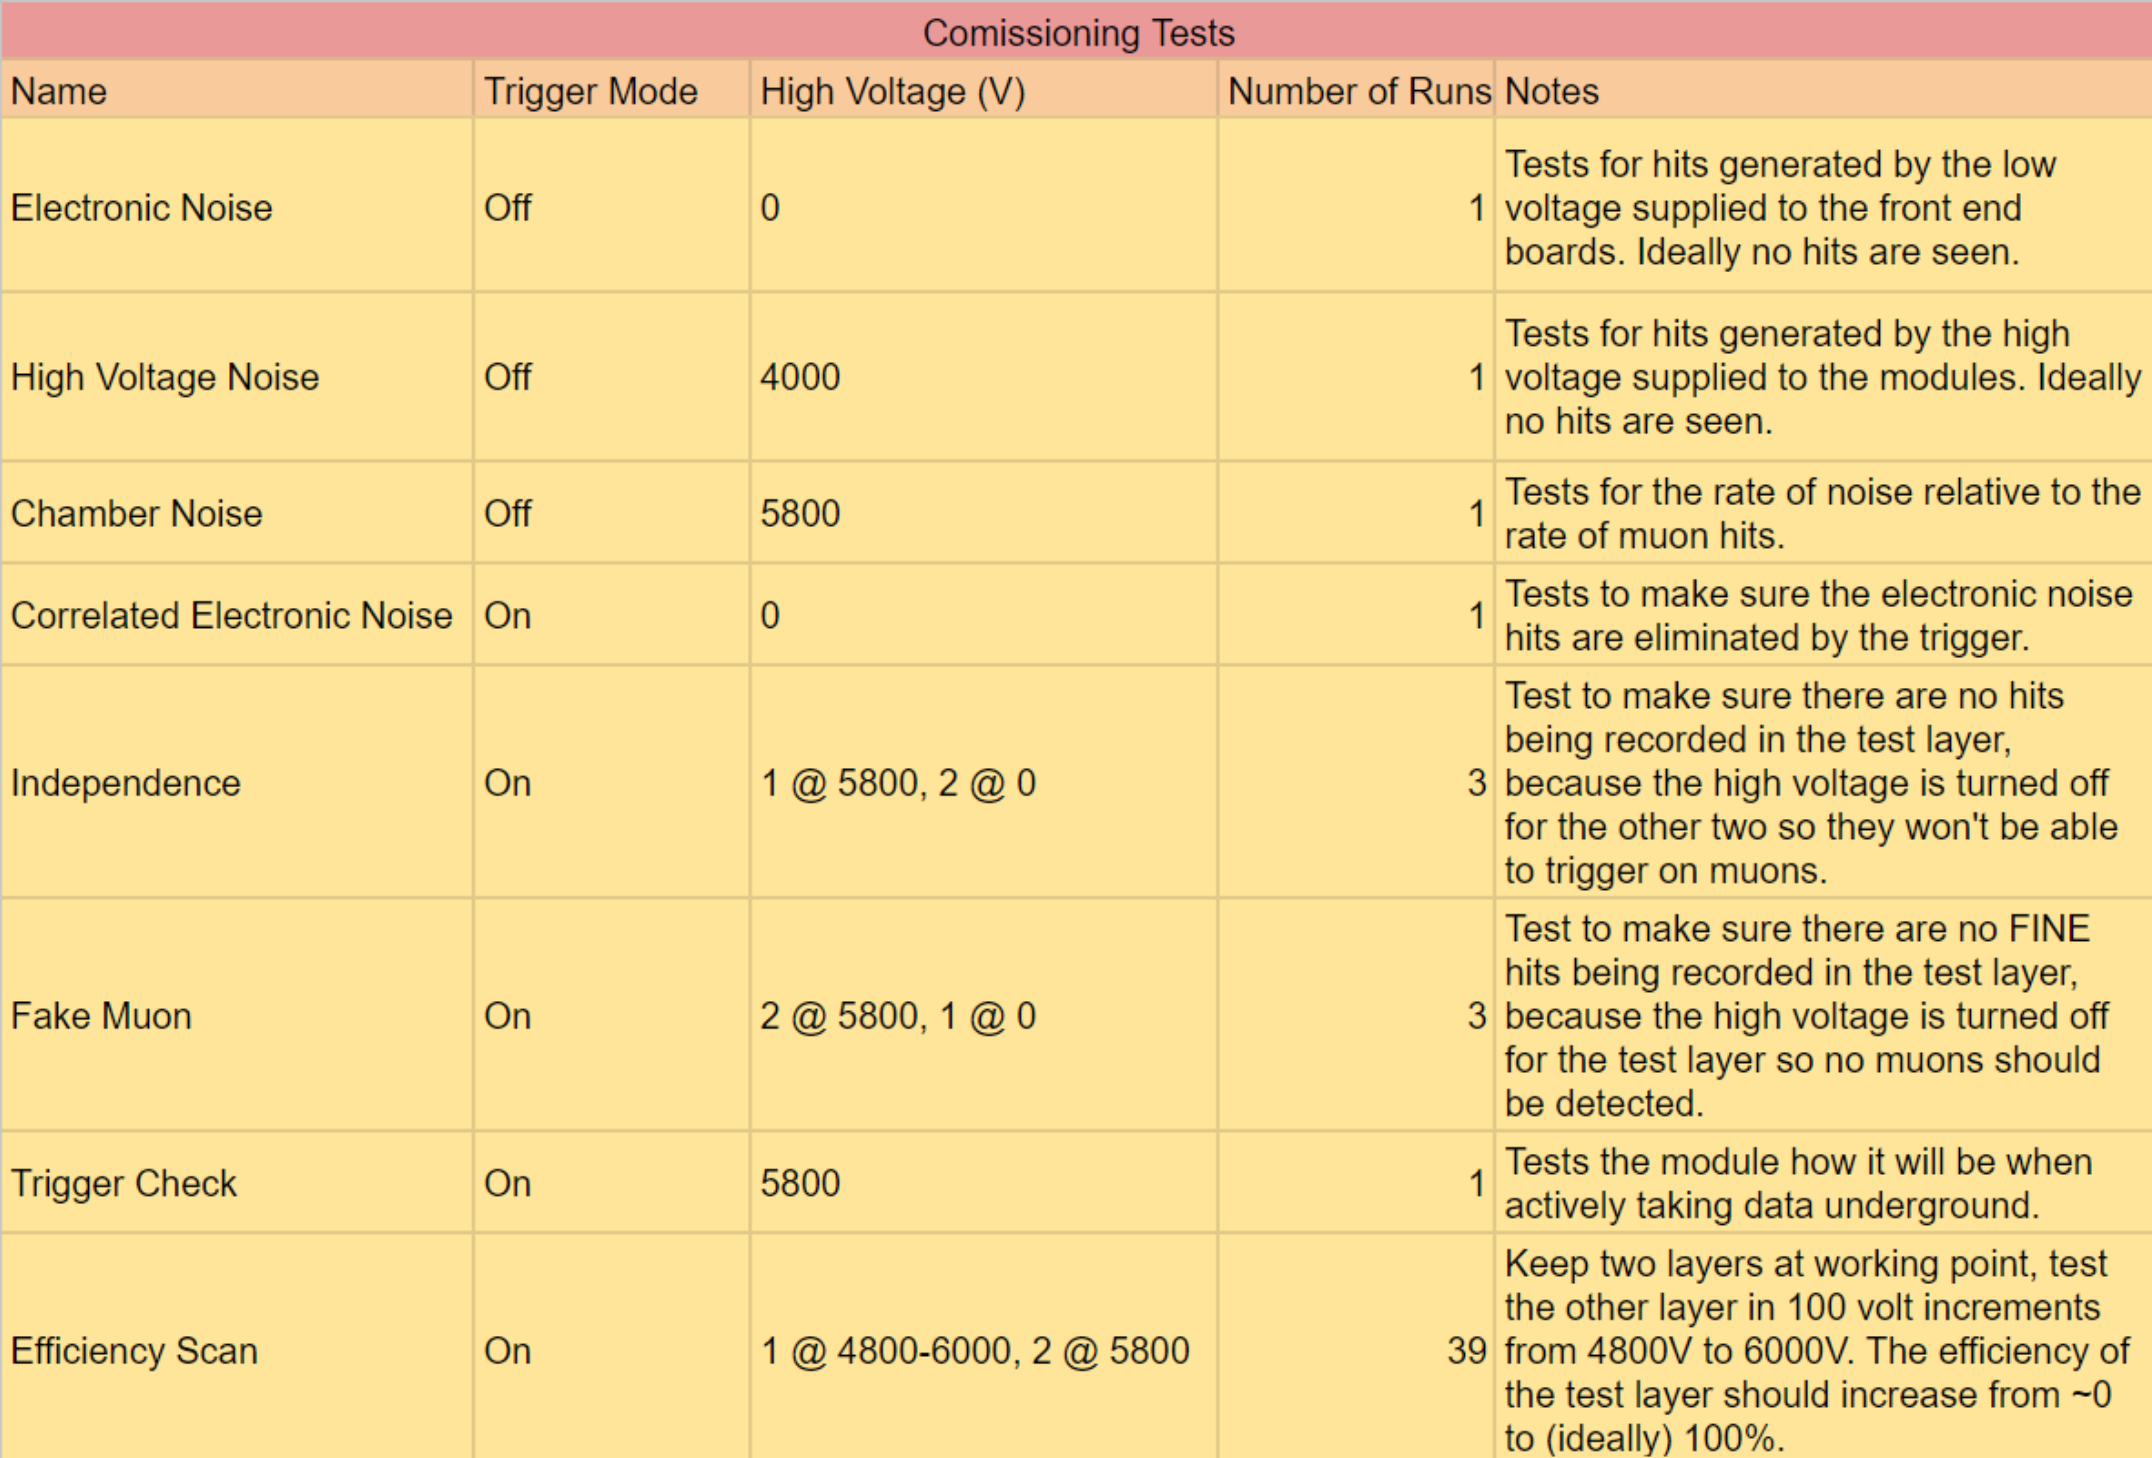 Comissioning Tests
Name Trigger Mode High Voltage (V) Number of Runs Notes
Electronic Noise Off 0 1 Tests for hits generated by the low
voltage supplied to the front end
boards. Ideally no hits are seen.
High Voltage Noise Off 4000 1 Tests for hits generated by the high
voltage supplied to the modules. Ideally
no hits are seen.
Chamber Noise Off 5800 1 Tests for the rate of noise relative to the
rate of muon hits.
Correlated Electronic Noise On 0 1 Tests to make sure the electronic noise
hits are eliminated by the trigger.
Independence On 1 @ 5800, 2 @ 0 3 Test to make sure there are no hits
being recorded in the test layer,
because the high voltage is turned off
for the other two so they won't be able
to trigger on muons.
Fake Muon On 2 @ 5800, 1 @ 0 3 Test to make sure there are no FINE
hits being recorded in the test layer,
because the high voltage is turned off
for the test layer so no muons should
be detected.
Trigger Check On 5800 1 Tests the module how it will be when
actively taking data underground.
Efficiency Scan On 1 @ 4800-6000, 2 @ 5800 39 Keep two layers at working point, test
the other layer in 100 volt increments
from 4800V to 6000V. The efficiency of
the test layer should increase from ~0
to (ideally) 100%.